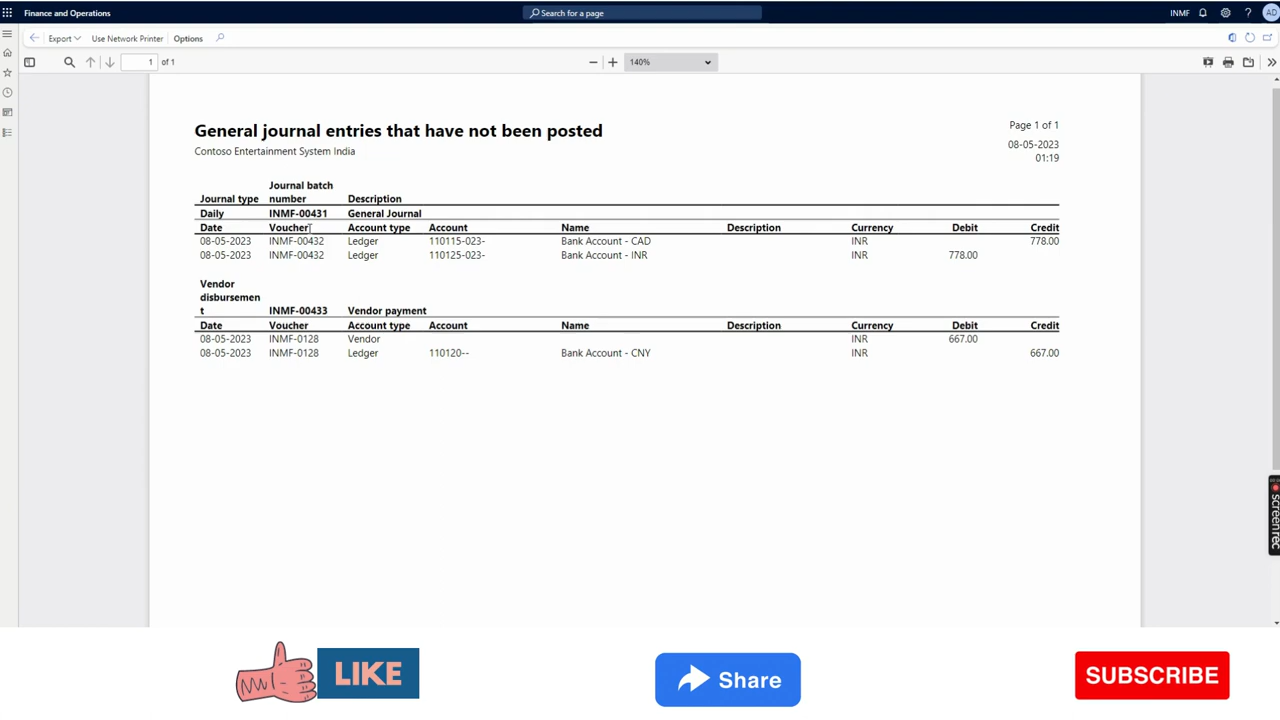 Finance and Operations
Search for a page
INMF
?
AD
Export
Use Network Printer
Options
1 of 1
140%
General journal entries that have not been posted
Contoso Entertainment System India
Page 1 of 1
08-05-2023
01:19
Journal type Journal batch number Description
Daily INMF-00431 General Journal
Date Voucher Account type Account Name Description Currency Debit Credit
08-05-2023 INMF-00432 Ledger 110115-023- Bank Account - CAD INR 778.00
08-05-2023 INMF-00432 Ledger 110125-023- Bank Account - INR INR 778.00
Vendor
disbursemen
t INMF-00433 Vendor payment
Date Voucher Account type Account Name Description Currency Debit Credit
08-05-2023 INMF-0128 Vendor INR 667.00
08-05-2023 INMF-0128 Ledger 110120-- Bank Account - CNY INR 667.00
screenrec
LIKE
Share
SUBSCRIBE